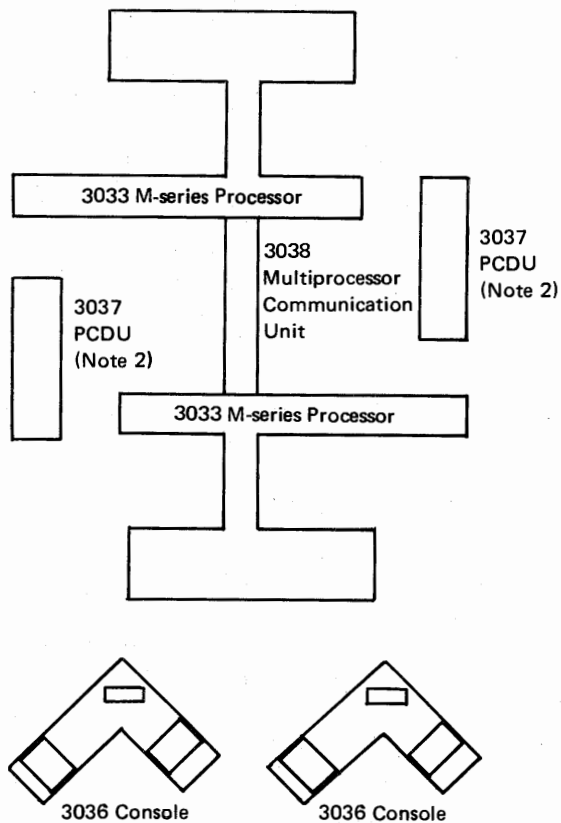 3033 M-series Processor
3038
Multiprocessor
Communication
Unit
3037
PCDU
(Note 2)
3037
PCDU
(Note 2)
3033 M-series Processor
3036 Console
3036 Console